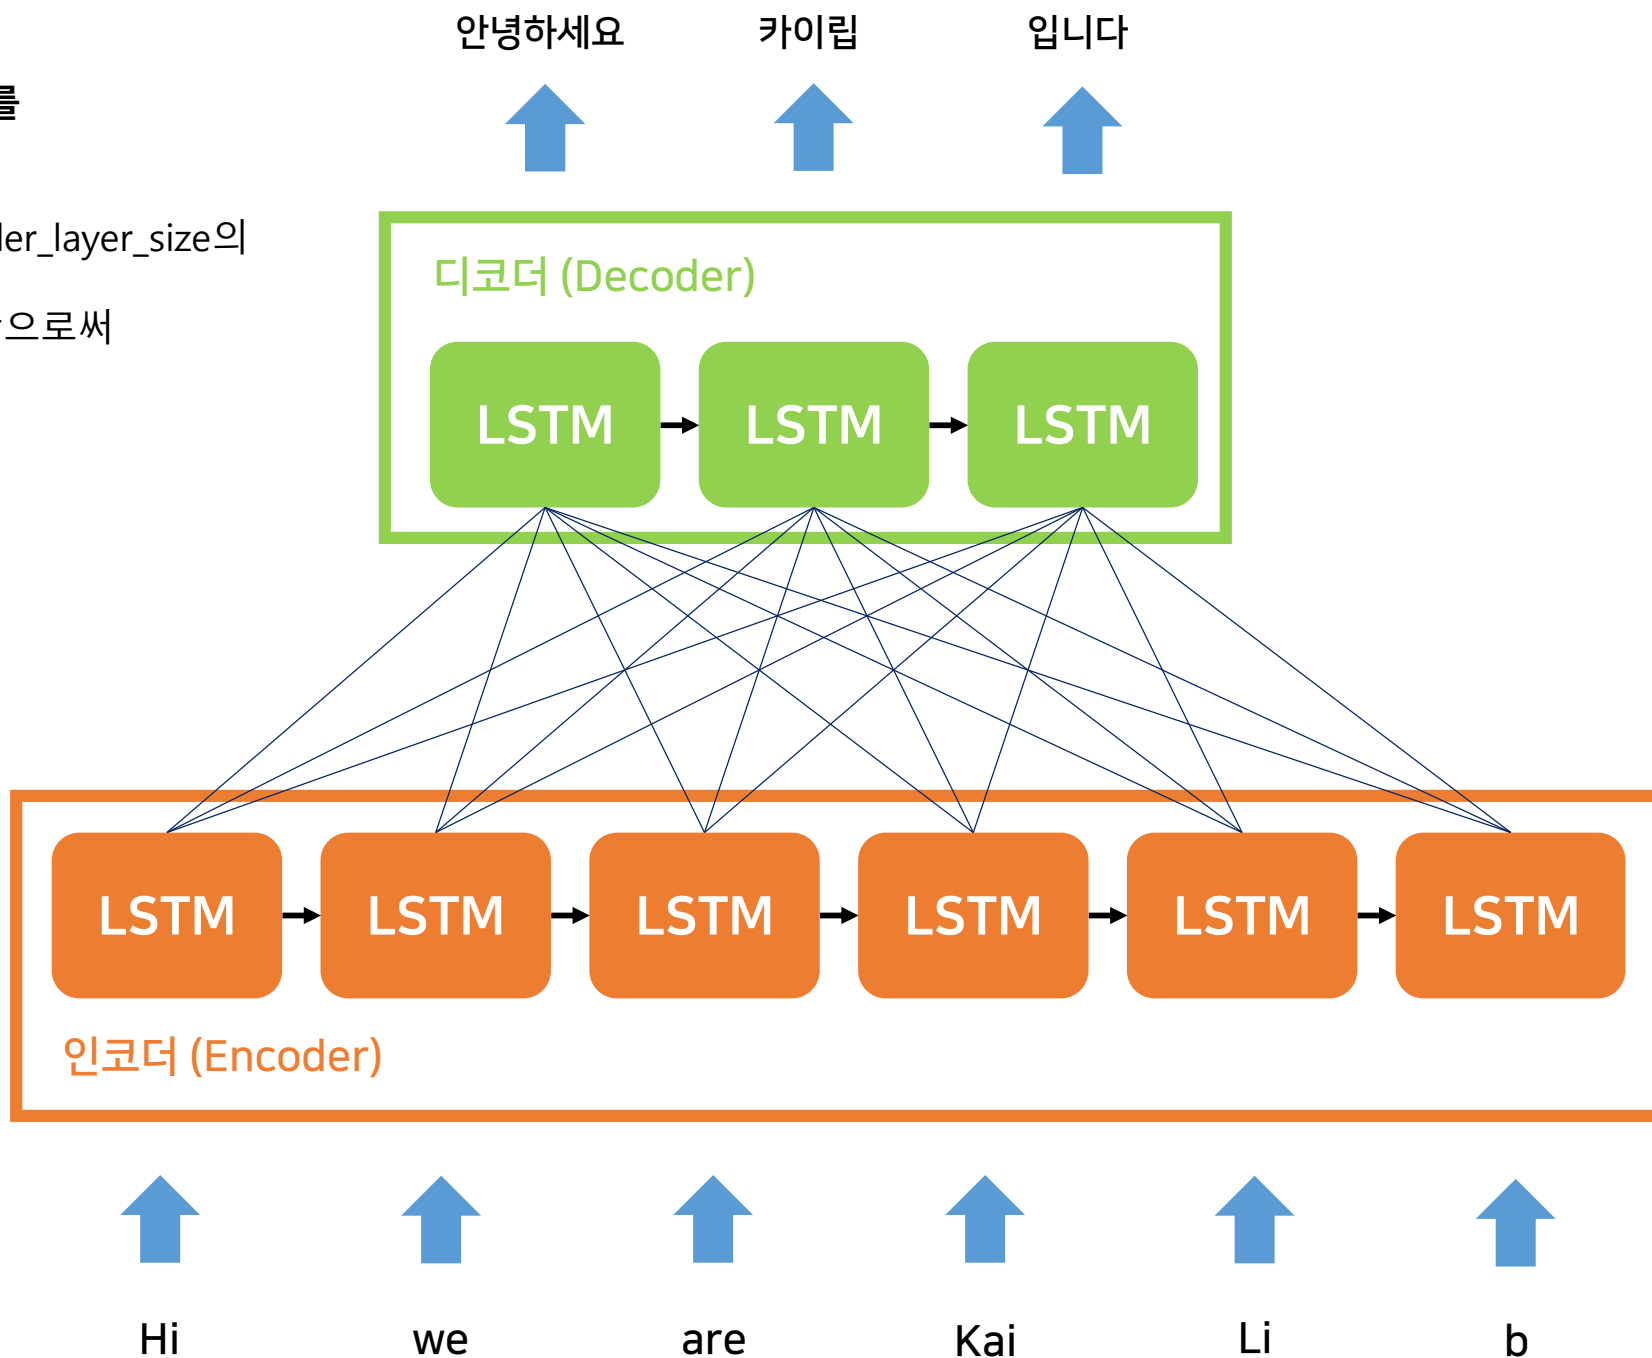 안녕하세요 카이립 입니다
를
er_layer_size의
으로써
디코더 (Decoder)
LSTM LSTM LSTM
LSTM LSTM LSTM LSTM LSTM LSTM
인코더 (Encoder)
Hi we are Kai Li b